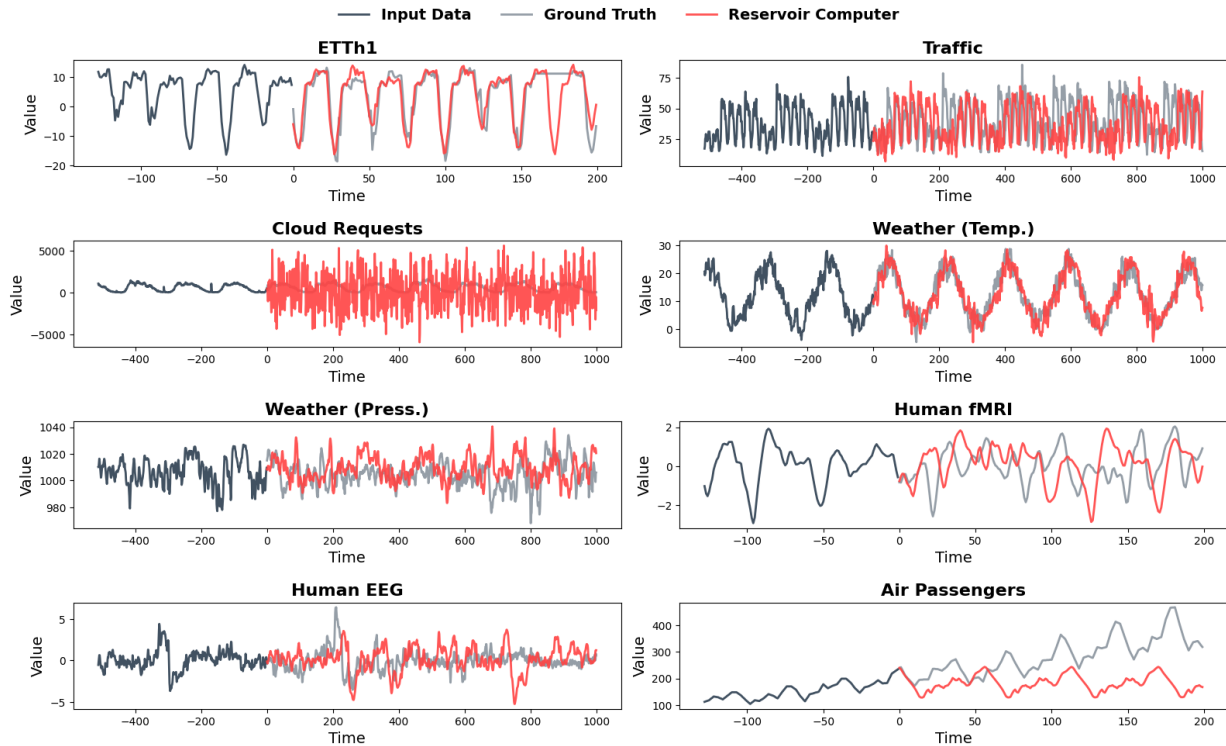 Input Data Ground Truth Reservoir Computer
ETTh1
Value
10
0
−10
−20
−100 −50 0 50 100 150 200
Time
Traffic
Value
75
50
25
−400 −200 0 200 400 600 800 1000
Time
Cloud Requests
Value
5000
0
−5000
−400 −200 0 200 400 600 800 1000
Time
Weather (Temp.)
Value
30
20
10
0
−400 −200 0 200 400 600 800 1000
Time
Weather (Press.)
Value
1040
1020
1000
980
−400 −200 0 200 400 600 800 1000
Time
Human fMRI
Value
2
0
−2
−100 −50 0 50 100 150 200
Time
Human EEG
Value
5
0
−5
−400 −200 0 200 400 600 800 1000
Time
Air Passengers
Value
400
300
200
100
−100 −50 0 50 100 150 200
Time